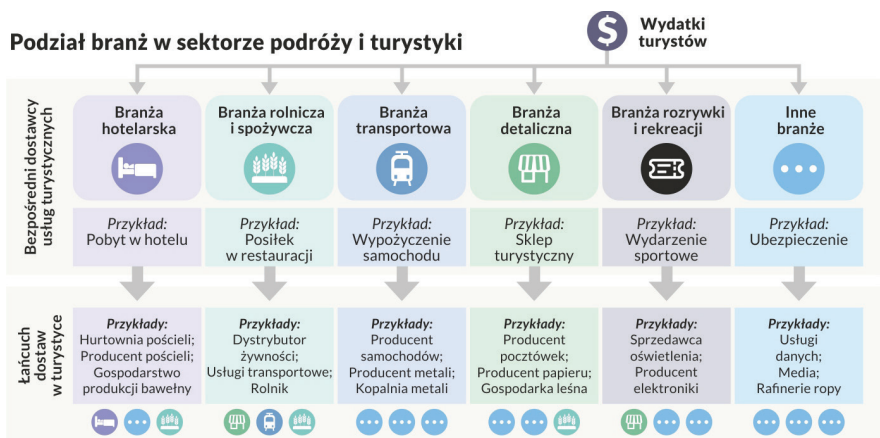 Podział branż w sektorze podróży i turystyki
$
Wydatki
turystów
Bezpośredni dostawcy
usług turystycznych
Branża
hotelarska
Branża rolnicza
i spożywcza
Branża
transportowa
Branża
detaliczna
Branża rozrywki
i rekreacji
Inne
branże
Przykład:
Pobyt w hotelu
Przykład:
Posiłek
w restauracji
Przykład:
Wypożyczenie
samochodu
Przykład:
Sklep
turystyczny
Przykład:
Wydarzenie
sportowe
Przykład:
Ubezpieczenie
Łańcuch
dostaw
w turystyce
Przykłady:
Hurtownia pościeli;
Producent pościeli;
Gospodarstwo
produkcji bawełny
Przykłady:
Dystrybutor
żywności;
Usługi transportowe;
Rolnik
Przykłady:
Producent
samochodów;
Producent metali;
Kopalnia metali
Przykłady:
Producent
pocztówek;
Producent papieru;
Gospodarka leśna
Przykłady:
Sprzedawca
oświetlenia;
Producent
elektroniki
Przykłady:
Usługi
danych;
Media;
Rafinerie ropy